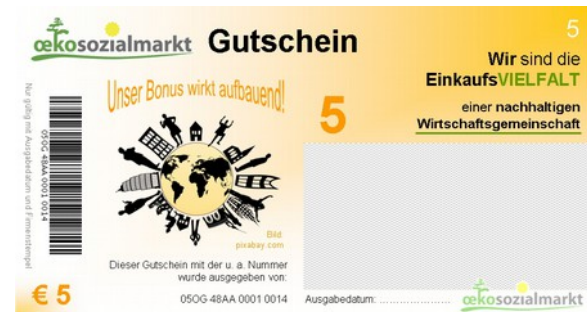 œkosozialmarkt
Gutschein
5
Wir sind die
EinkaufsVIELFALT
einer nachhaltigen
Wirtschaftsgemeinschaft
Nur gültig mit Ausgabedatum und Firmenstempel
05OG 48AA 0001 0014
Unser Bonus wirkt aufbauend!
5
Bild:
pixabay.com
Dieser Gutschein mit der u. a. Nummer
wurde ausgegeben von:
€ 5
05OG 48AA 0001 0014
Ausgabedatum: ....................
œkosozialmarkt